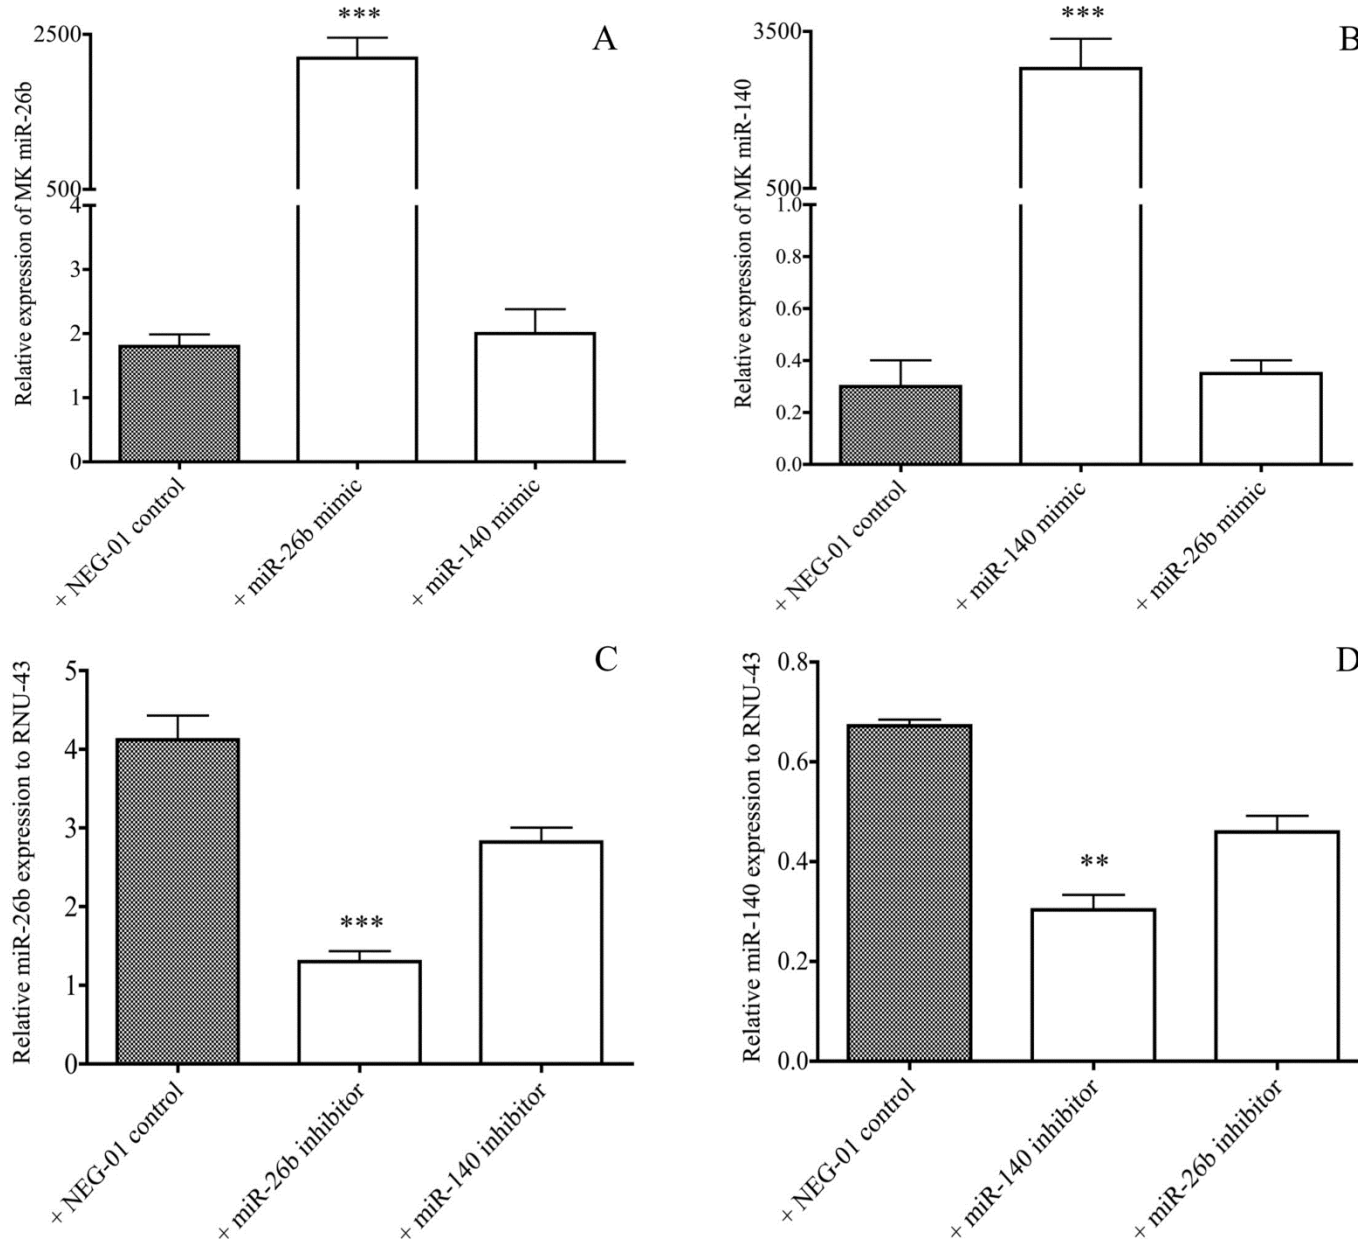 ***
2500
A
Relative expression of MK miR-26b
500
4
3
2
1
0
+ NEG-01 control
+ miR-26b mimic
+ miR-140 mimic
***
3500
B
Relative expression of MK miR-140
500
1.0
0.8
0.6
0.4
0.2
0.0
+ NEG-01 control
+ miR-140 mimic
+ miR-26b mimic
C
Relative miR-26b expression to RNU-43
5
4
3
2
1
0
***
+ NEG-01 control
+ miR-26b inhibitor
+ miR-140 inhibitor
D
Relative miR-140 expression to RNU-43
0.8
0.6
0.4
0.2
0.0
**
+ NEG-01 control
+ miR-140 inhibitor
+ miR-26b inhibitor